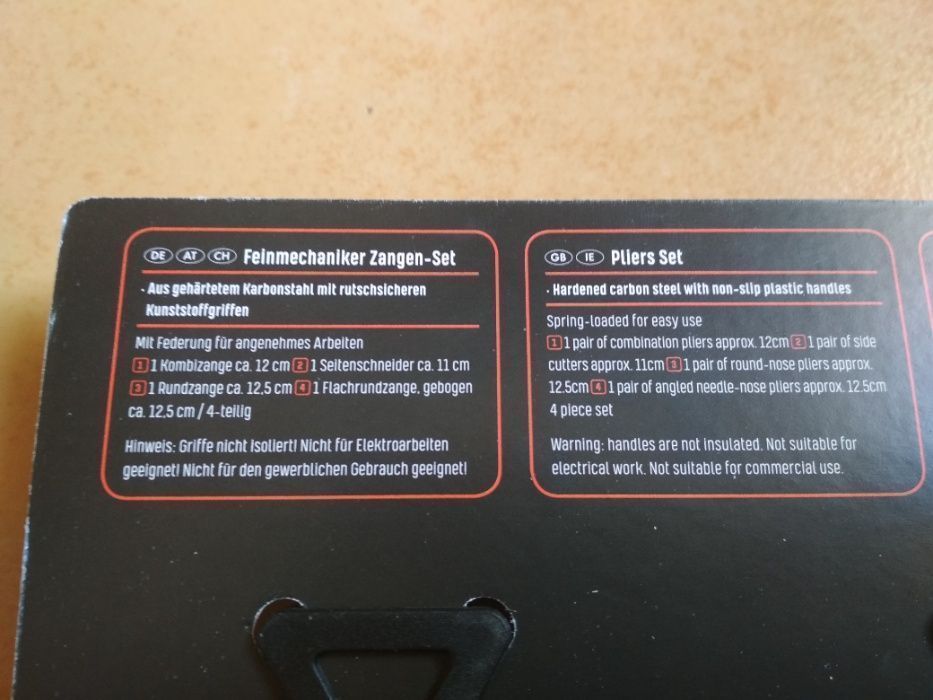 DE AT CH Feinmechaniker Zangen-Set
· Aus gehärtetem Karbonstahl mit rutschsicheren
Kunststoffgriffen
Mit Federung für angenehmes Arbeiten
1 1 Kombizange ca. 12 cm 2 1 Seitenschneider ca. 11 cm
3 1 Rundzange ca. 12,5 cm 4 1 Flachrundzange, gebogen
ca. 12,5 cm / 4-teilig
Hinweis: Griffe nicht isoliert! Nicht für Elektroarbeiten
geeignet! Nicht für den gewerblichen Gebrauch geeignet!
GB IE Pliers Set
· Hardened carbon steel with non-slip plastic handles
Spring-loaded for easy use
1 1 pair of combination pliers approx. 12cm 2 1 pair of side
cutters approx. 11cm 3 1 pair of round-nose pliers approx.
12.5cm 4 1 pair of angled needle-nose pliers approx. 12.5cm
4 piece set
Warning: handles are not insulated. Not suitable for
electrical work. Not suitable for commercial use.